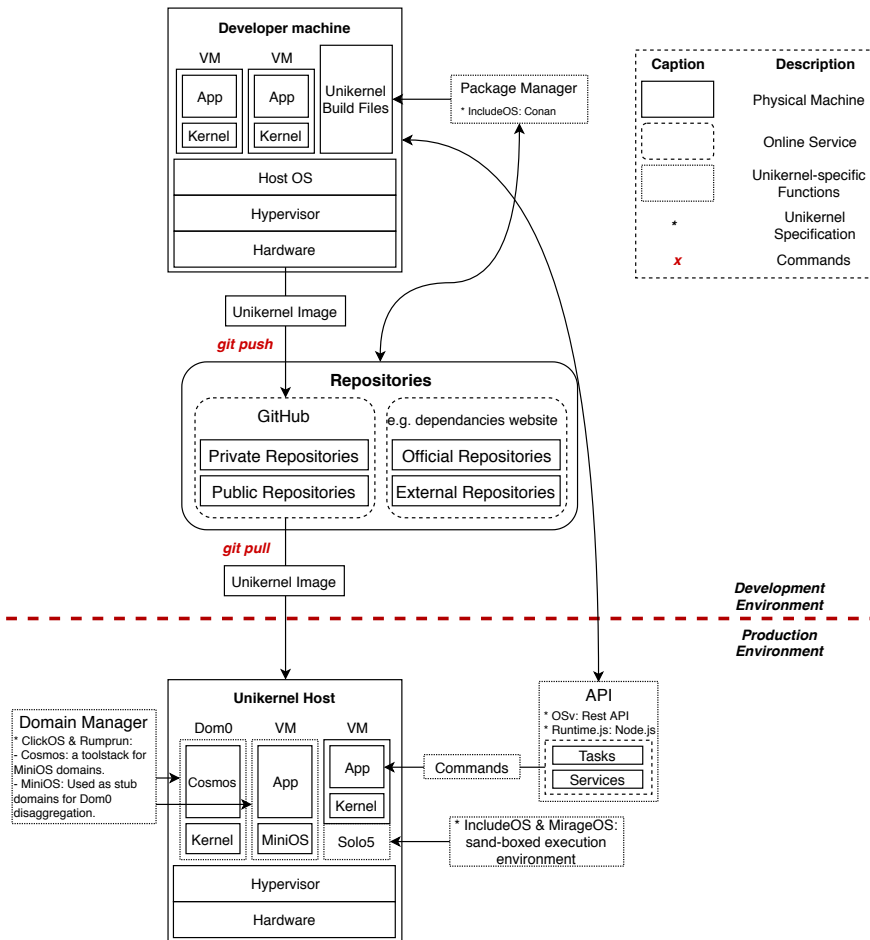 Developer machine
VM
VM
App
App
Kernel
Kernel
Unikernel
Build Files
Host OS
Hypervisor
Hardware
Package Manager
* IncludeOS: Conan
Caption
Description
Physical Machine
Online Service
Unikernel-specific
Functions
*
Unikernel
Specification
x
Commands
Unikernel Image
git push
Repositories
GitHub
Private Repositories
Public Repositories
e.g. dependancies website
Official Repositories
External Repositories
git pull
Unikernel Image
Development
Environment
Production
Environment
Unikernel Host
Dom0
VM
VM
Cosmos
App
App
Kernel
Kernel
MiniOS
Solo5
Hypervisor
Hardware
Domain Manager
* ClickOS & Rumprun:
- Cosmos: a toolstack for
MiniOS domains.
- MiniOS: Used as stub
domains for Dom0
disaggregation.
Commands
API
* OSv: Rest API
* Runtime.js: Node.js
Tasks
Services
* IncludeOS & MirageOS:
sand-boxed execution
environment